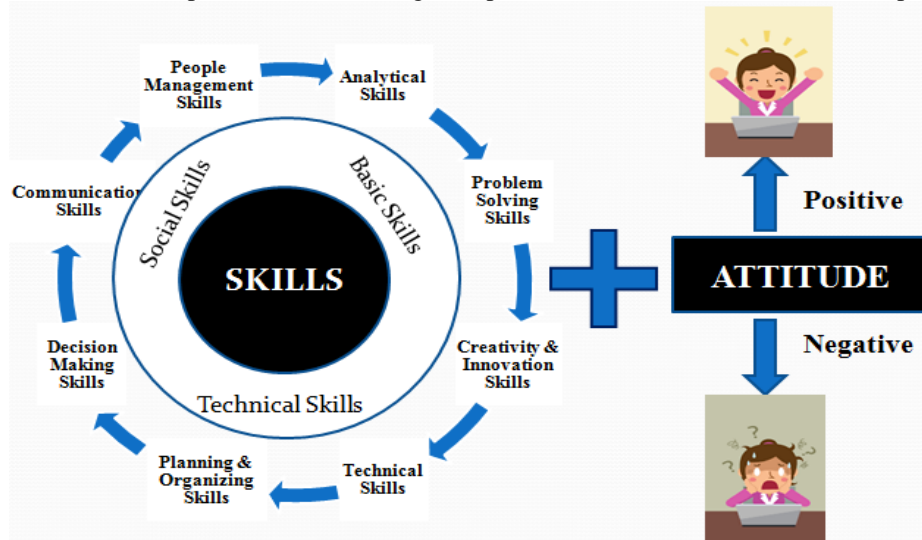 People
Management
Skills
Analytical
Skills
Problem
Solving
Skills
Creativity &
Innovation
Skills
Technical
Skills
Planning &
Organizing
Skills
Decision
Making
Skills
Communication
Skills
Social Skills
Basic Skills
Technical Skills
SKILLS
Positive
ATTITUDE
Negative